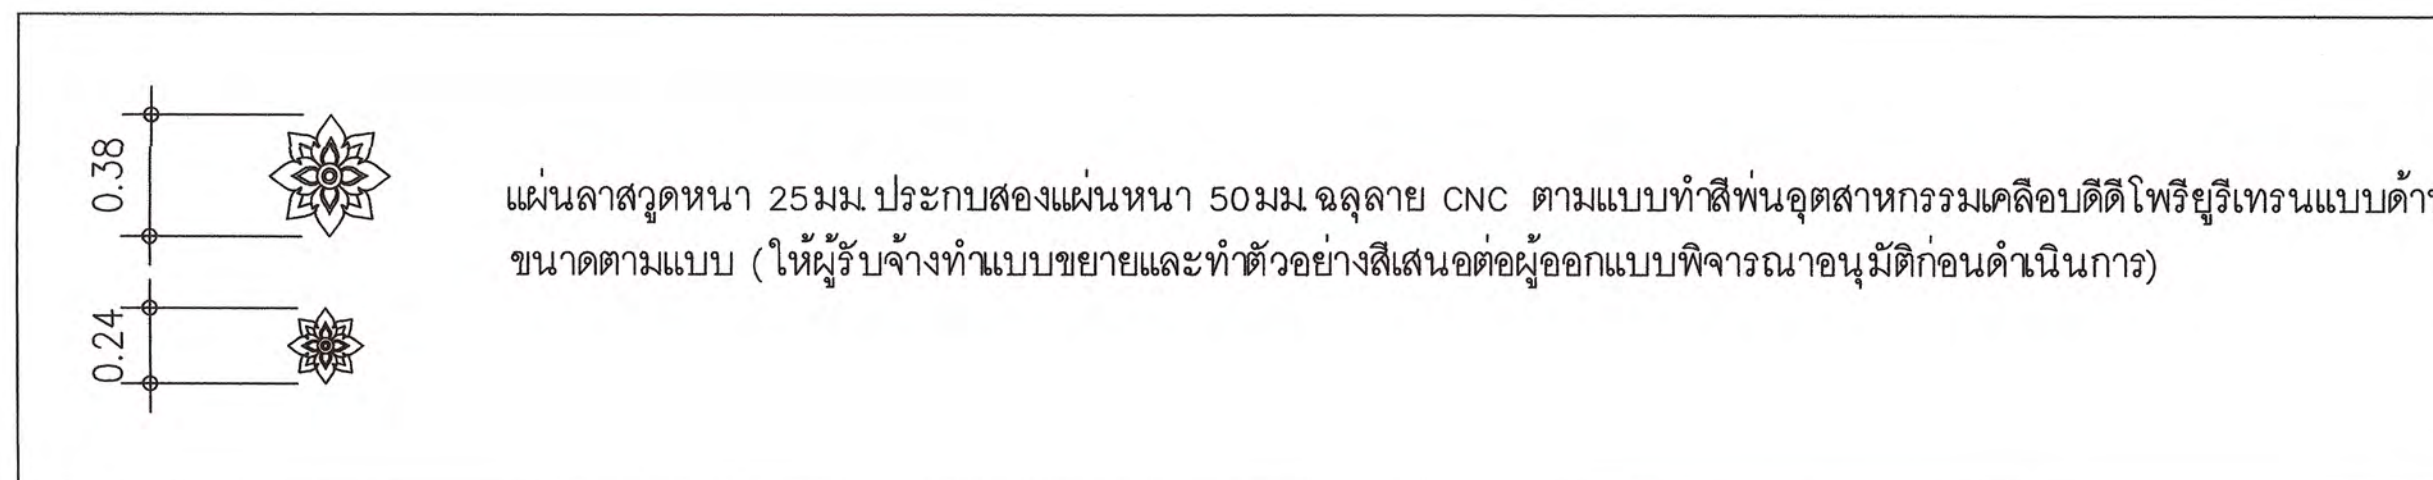 0.38
แผ่นลาสวูดหนา 25มม.ประกบสองแผ่นหนา 50มม.ฉลุลาย CNC ตามแบบทำสีพ่นอุตสาหกรรมเคลือบดีดีโพรียูรีเทรนแบบด้าน
ขนาดตามแบบ (ให้ผู้รับจ้างทำแบบขยายและทำตัวอย่างสีเสนอต่อผู้ออกแบบพิจารณาอนุมัติก่อนดำเนินการ)
0.24